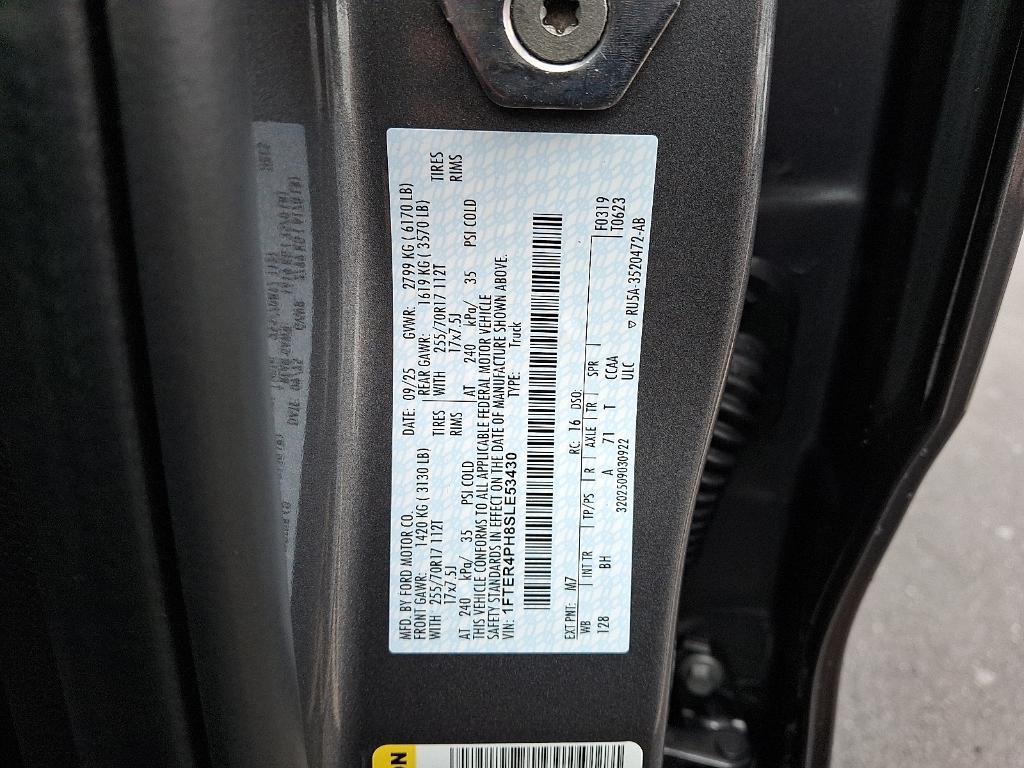 MFD. BY FORD MOTOR CO. DATE: 09/25 GVWR: 2799 KG ( 6170 LB)
FRONT GAWR: 1420 KG ( 3130 LB) REAR GAWR: 1619 KG ( 3570 LB)
WITH 255/70R17 112T TIRES WITH 255/70R17 112T TIRES
17x7.5J RIMS 17x7.5J RIMS
AT 240 kPa/ 35 PSI COLD AT 240 kPa/ 35 PSI COLD
THIS VEHICLE CONFORMS TO ALL APPLICABLE FEDERAL MOTOR VEHICLE
SAFETY STANDARDS IN EFFECT ON THE DATE OF MANUFACTURE SHOWN ABOVE.
VIN: 1FTER4PH8SLE53430 TYPE: Truck
EXT PNT: M7 RC: 16 DSO: F0319
WB INT TR TP/PS R AXLE TR SPR T0623
128 BH A 71 T CCAA
3202509030922 ULC
▽ RU5A-3520472-AB
ON